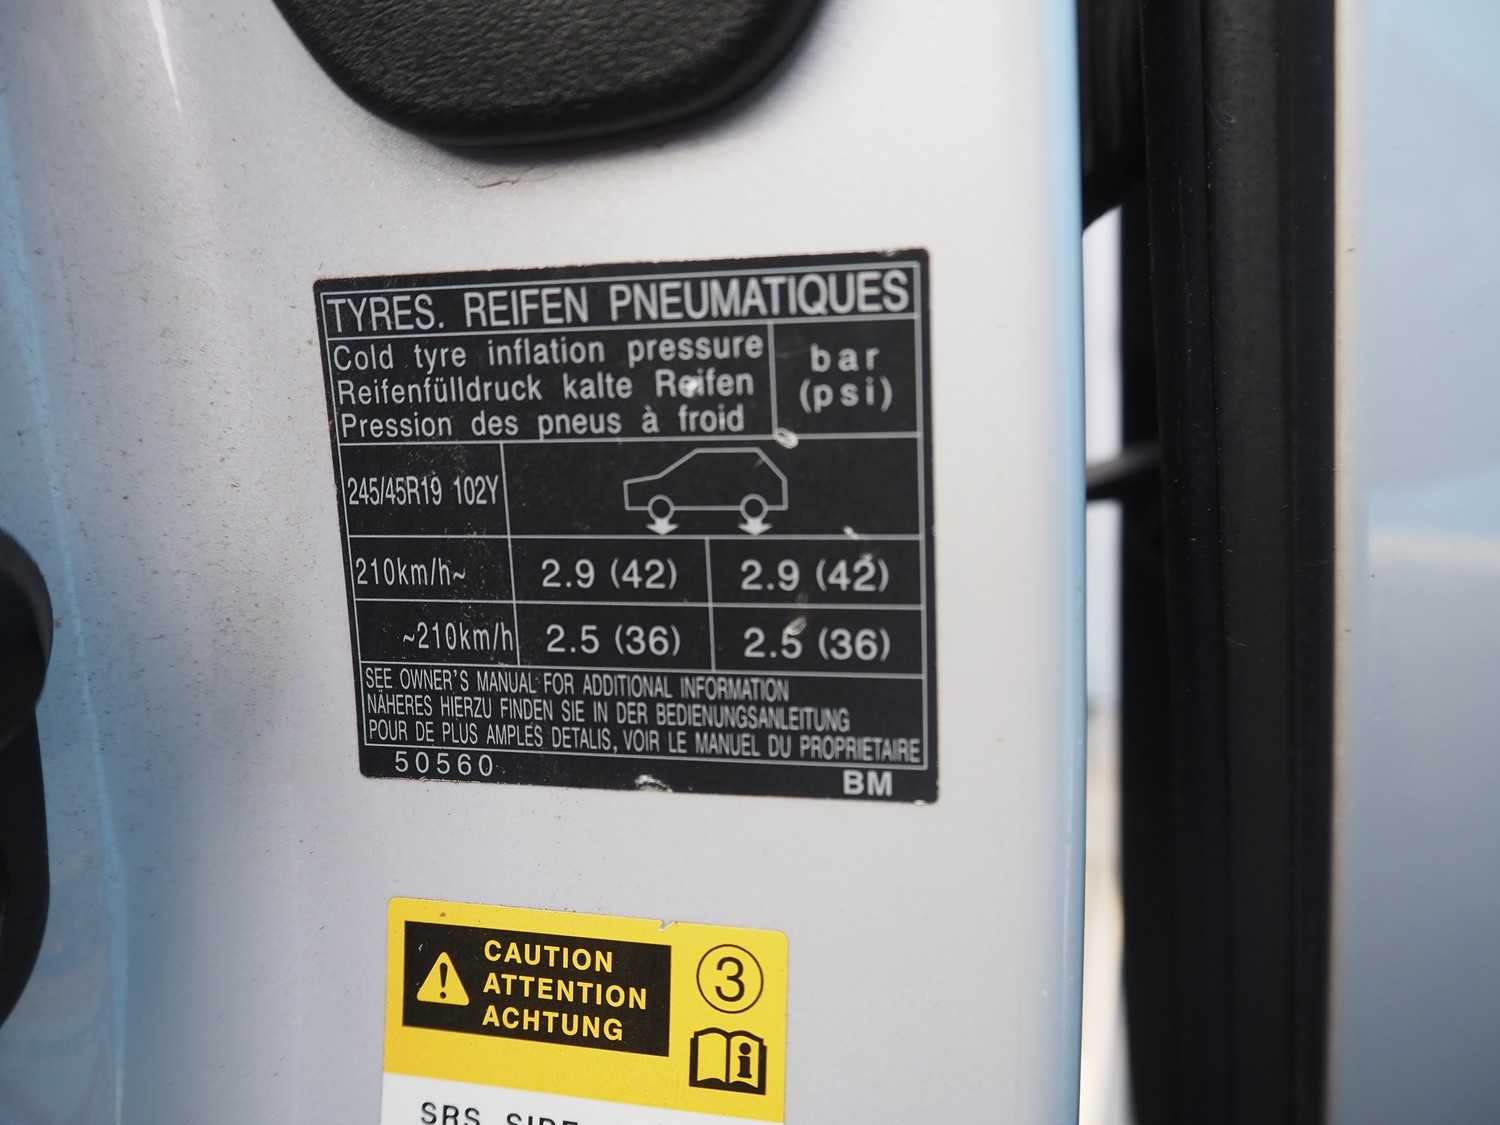 TYRES. REIFEN PNEUMATIQUES
Cold tyre inflation pressure
Reifenfülldruck kalte Reifen
Pression des pneus à froid
bar
(psi)
245/45R19 102Y
210km/h~ 2.9 (42) 2.9 (42)
~210km/h 2.5 (36) 2.5 (36)
SEE OWNER'S MANUAL FOR ADDITIONAL INFORMATION
NÄHERES HIERZU FINDEN SIE IN DER BEDIENUNGSANLEITUNG
POUR DE PLUS AMPLES DETALIS, VOIR LE MANUEL DU PROPRIETAIRE
50560 BM
CAUTION
ATTENTION
ACHTUNG
3
SRS SIDE